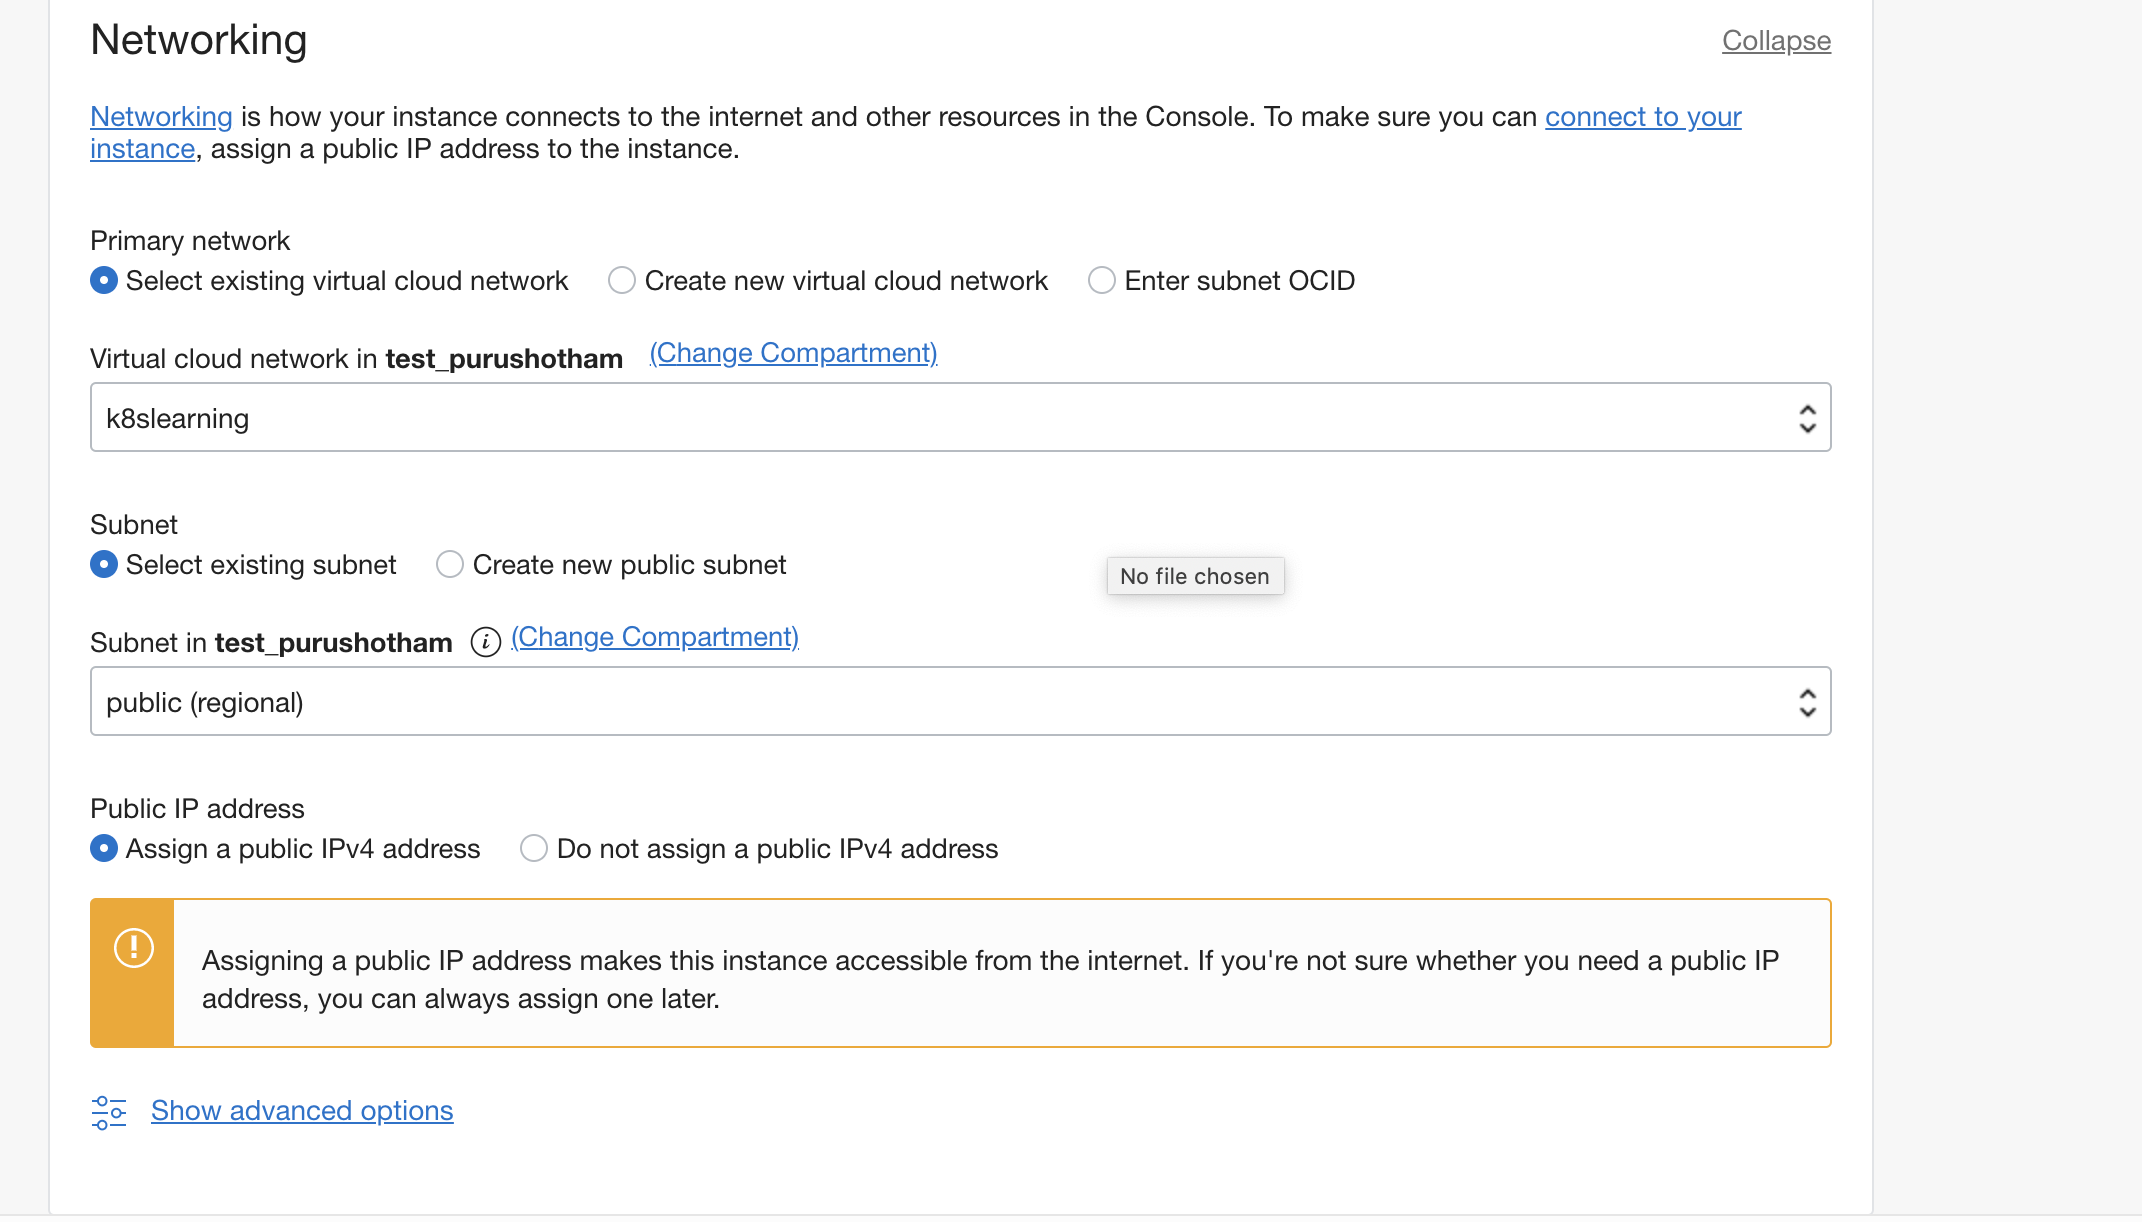 Networking
Collapse
Networking is how your instance connects to the internet and other resources in the Console. To make sure you can connect to your
instance, assign a public IP address to the instance.
Primary network
Select existing virtual cloud network
Create new virtual cloud network
Enter subnet OCID
Virtual cloud network in test_purushotham (Change Compartment)
k8slearning
Subnet
Select existing subnet
Create new public subnet
No file chosen
Subnet in test_purushotham i (Change Compartment)
public (regional)
Public IP address
Assign a public IPv4 address
Do not assign a public IPv4 address
Assigning a public IP address makes this instance accessible from the internet. If you're not sure whether you need a public IP
address, you can always assign one later.
Show advanced options